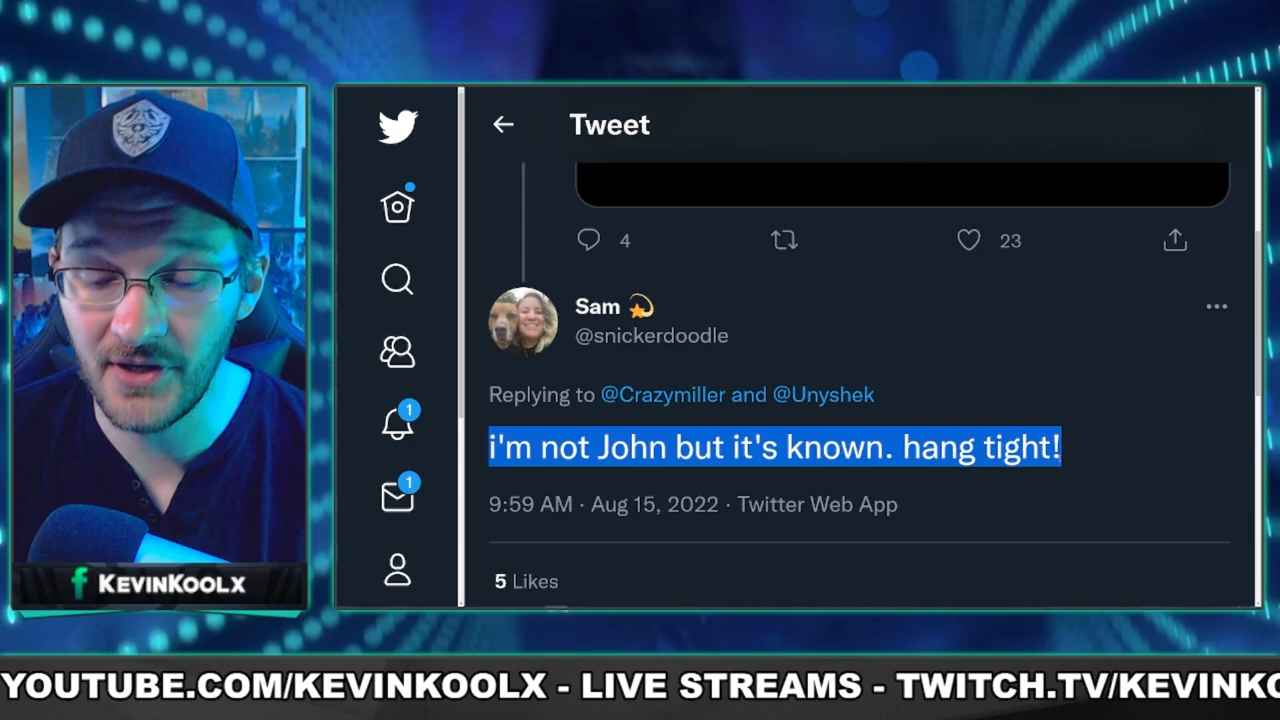 Tweet
4
23
Sam
@snickerdoodle
Replying to @Crazymiller and @Unyshek
i'm not John but it's known. hang tight!
9:59 AM · Aug 15, 2022 · Twitter Web App
5 Likes
1
1
f KEVINKOOLX
YOUTUBE.COM/KEVINKOOLX - LIVE STREAMS - TWITCH.TV/KEVINKO